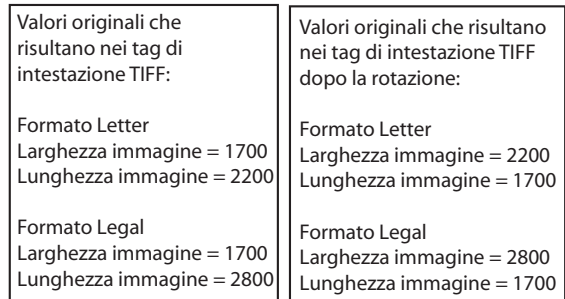 Valori originali che
risultano nei tag di
intestazione TIFF:
Formato Letter
Larghezza immagine = 1700
Lunghezza immagine = 2200
Formato Legal
Larghezza immagine = 1700
Lunghezza immagine = 2800
Valori originali che risultano
nei tag di intestazione TIFF
dopo la rotazione:
Formato Letter
Larghezza immagine = 2200
Lunghezza immagine = 1700
Formato Legal
Larghezza immagine = 2800
Lunghezza immagine = 1700